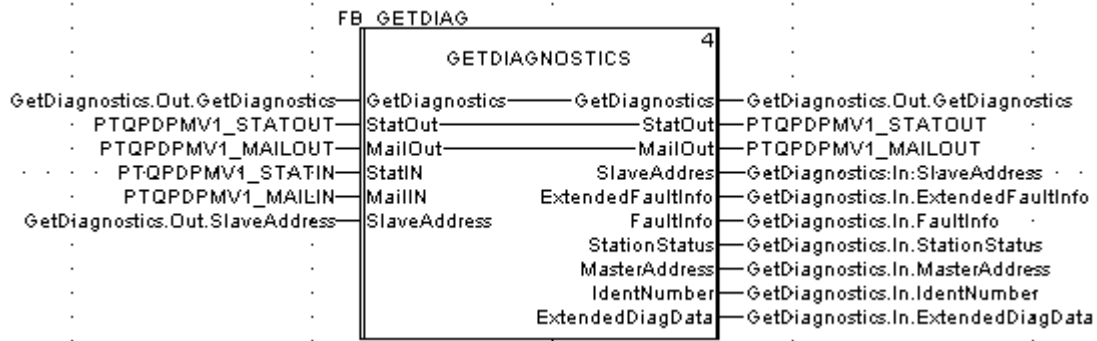 FB_GETDIAG
4
GETDIAGNOSTICS
GetDiagnostics.Out.GetDiagnostics GetDiagnostics GetDiagnostics GetDiagnostics.Out.GetDiagnostics
PTQPDPMV1_STATOUT StatOut StatOut PTQPDPMV1_STATOUT
PTQPDPMV1_MAILOUT MailOut MailOut PTQPDPMV1_MAILOUT
PTQPDPMV1_STATIN StatIN SlaveAddres GetDiagnostics.In.SlaveAddress
PTQPDPMV1_MAILIN MailIN ExtendedFaultInfo GetDiagnostics.In.ExtendedFaultInfo
GetDiagnostics.Out.SlaveAddress SlaveAddress FaultInfo GetDiagnostics.In.FaultInfo
StationStatus GetDiagnostics.In.StationStatus
MasterAddress GetDiagnostics.In.MasterAddress
IdentNumber GetDiagnostics.In.IdentNumber
ExtendedDiagData GetDiagnostics.In.ExtendedDiagData